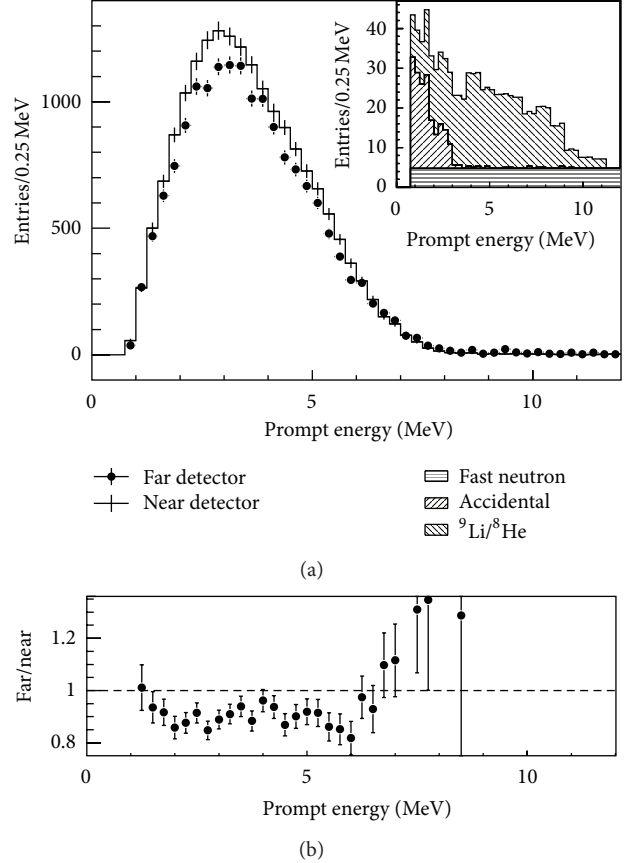 Entries/0.25 MeV
1000
500
0
0
5
10
Prompt energy (MeV)
Entries/0.25 MeV
40
30
20
10
0
0
5
10
Prompt energy (MeV)
Far detector
Near detector
Fast neutron
Accidental
⁹Li/⁸He
(a)
Far/near
1.2
1
0.8
0
5
10
Prompt energy (MeV)
(b)